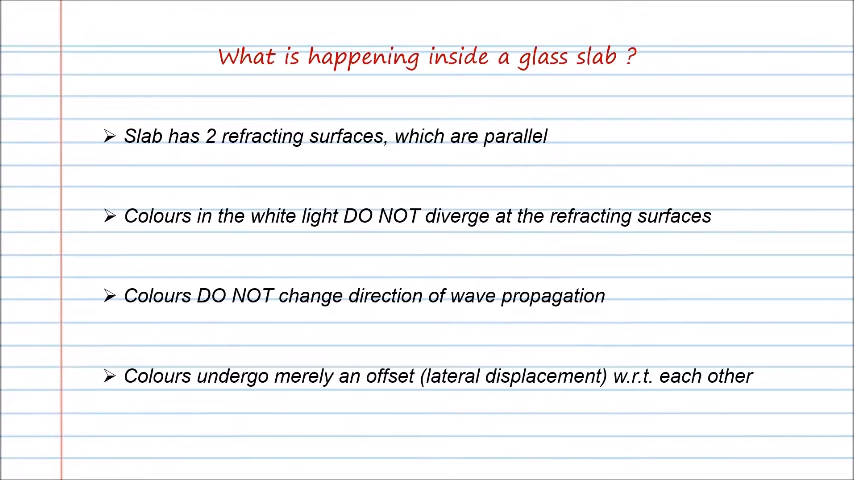 What is happening inside a glass slab ?
➢ Slab has 2 refracting surfaces, which are parallel
➢ Colours in the white light DO NOT diverge at the refracting surfaces
➢ Colours DO NOT change direction of wave propagation
➢ Colours undergo merely an offset (lateral displacement) w.r.t. each other